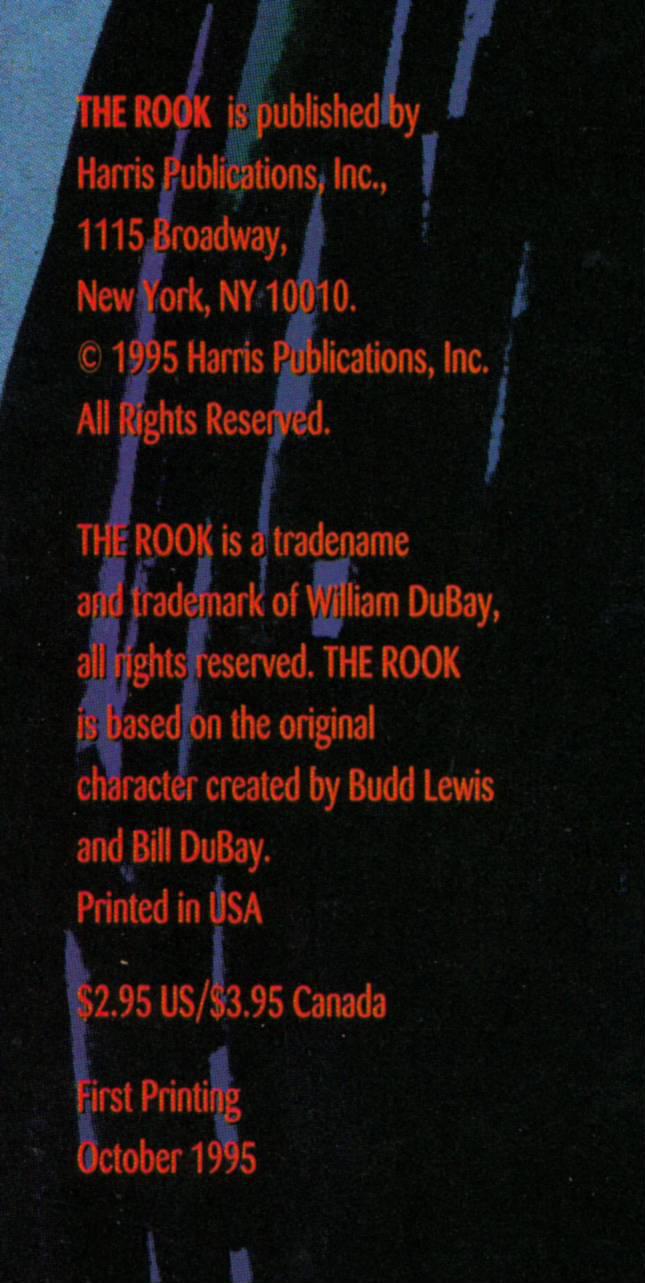 THE ROOK is published by
Harris Publications, Inc.,
1115 Broadway,
New York, NY 10010.
© 1995 Harris Publications, Inc.
All Rights Reserved.
THE ROOK is a tradename
and trademark of William DuBay,
all rights reserved. THE ROOK
is based on the original
character created by Budd Lewis
and Bill DuBay.
Printed in USA
$2.95 US/$3.95 Canada
First Printing
October 1995